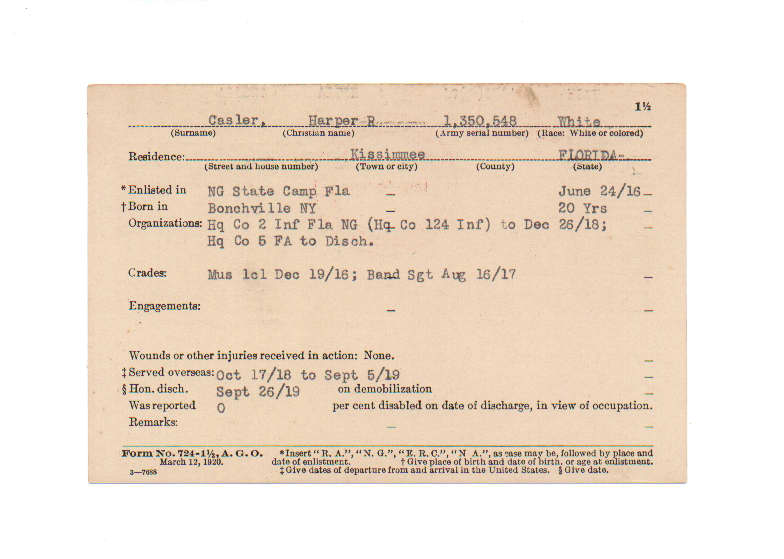 1½
Casler, Harper R 1,350,548 White
(Surname) (Christian name) (Army serial number) (Race: White or colored)
Residence: Kissimmee FLORIDA
(Street and house number) (Town or city) (County) (State)
* Enlisted in NG State Camp Fla – June 24/16 –
† Born in Bonchville NY – 20 Yrs –
Organizations: Hq Co 2 Inf Fla NG (Hq Co 124 Inf) to Dec 26/18; –
Hq Co 5 FA to Disch.
Grades: Mus 1cl Dec 19/16; Band Sgt Aug 16/17 –
Engagements: – –
Wounds or other injuries received in action: None. –
‡ Served overseas: Oct 17/18 to Sept 5/19 –
§ Hon. disch. Sept 26/19 on demobilization –
Was reported 0 per cent disabled on date of discharge, in view of occupation.
Remarks: – –
Form No. 724-1½, A. G. O. *Insert "R. A.", "N. G.", "E. R. C.", "N A.", as case may be, followed by place and
March 12, 1920. date of enlistment. † Give place of birth and date of birth, or age at enlistment.
3—7688 ‡ Give dates of departure from and arrival in the United States. § Give date.